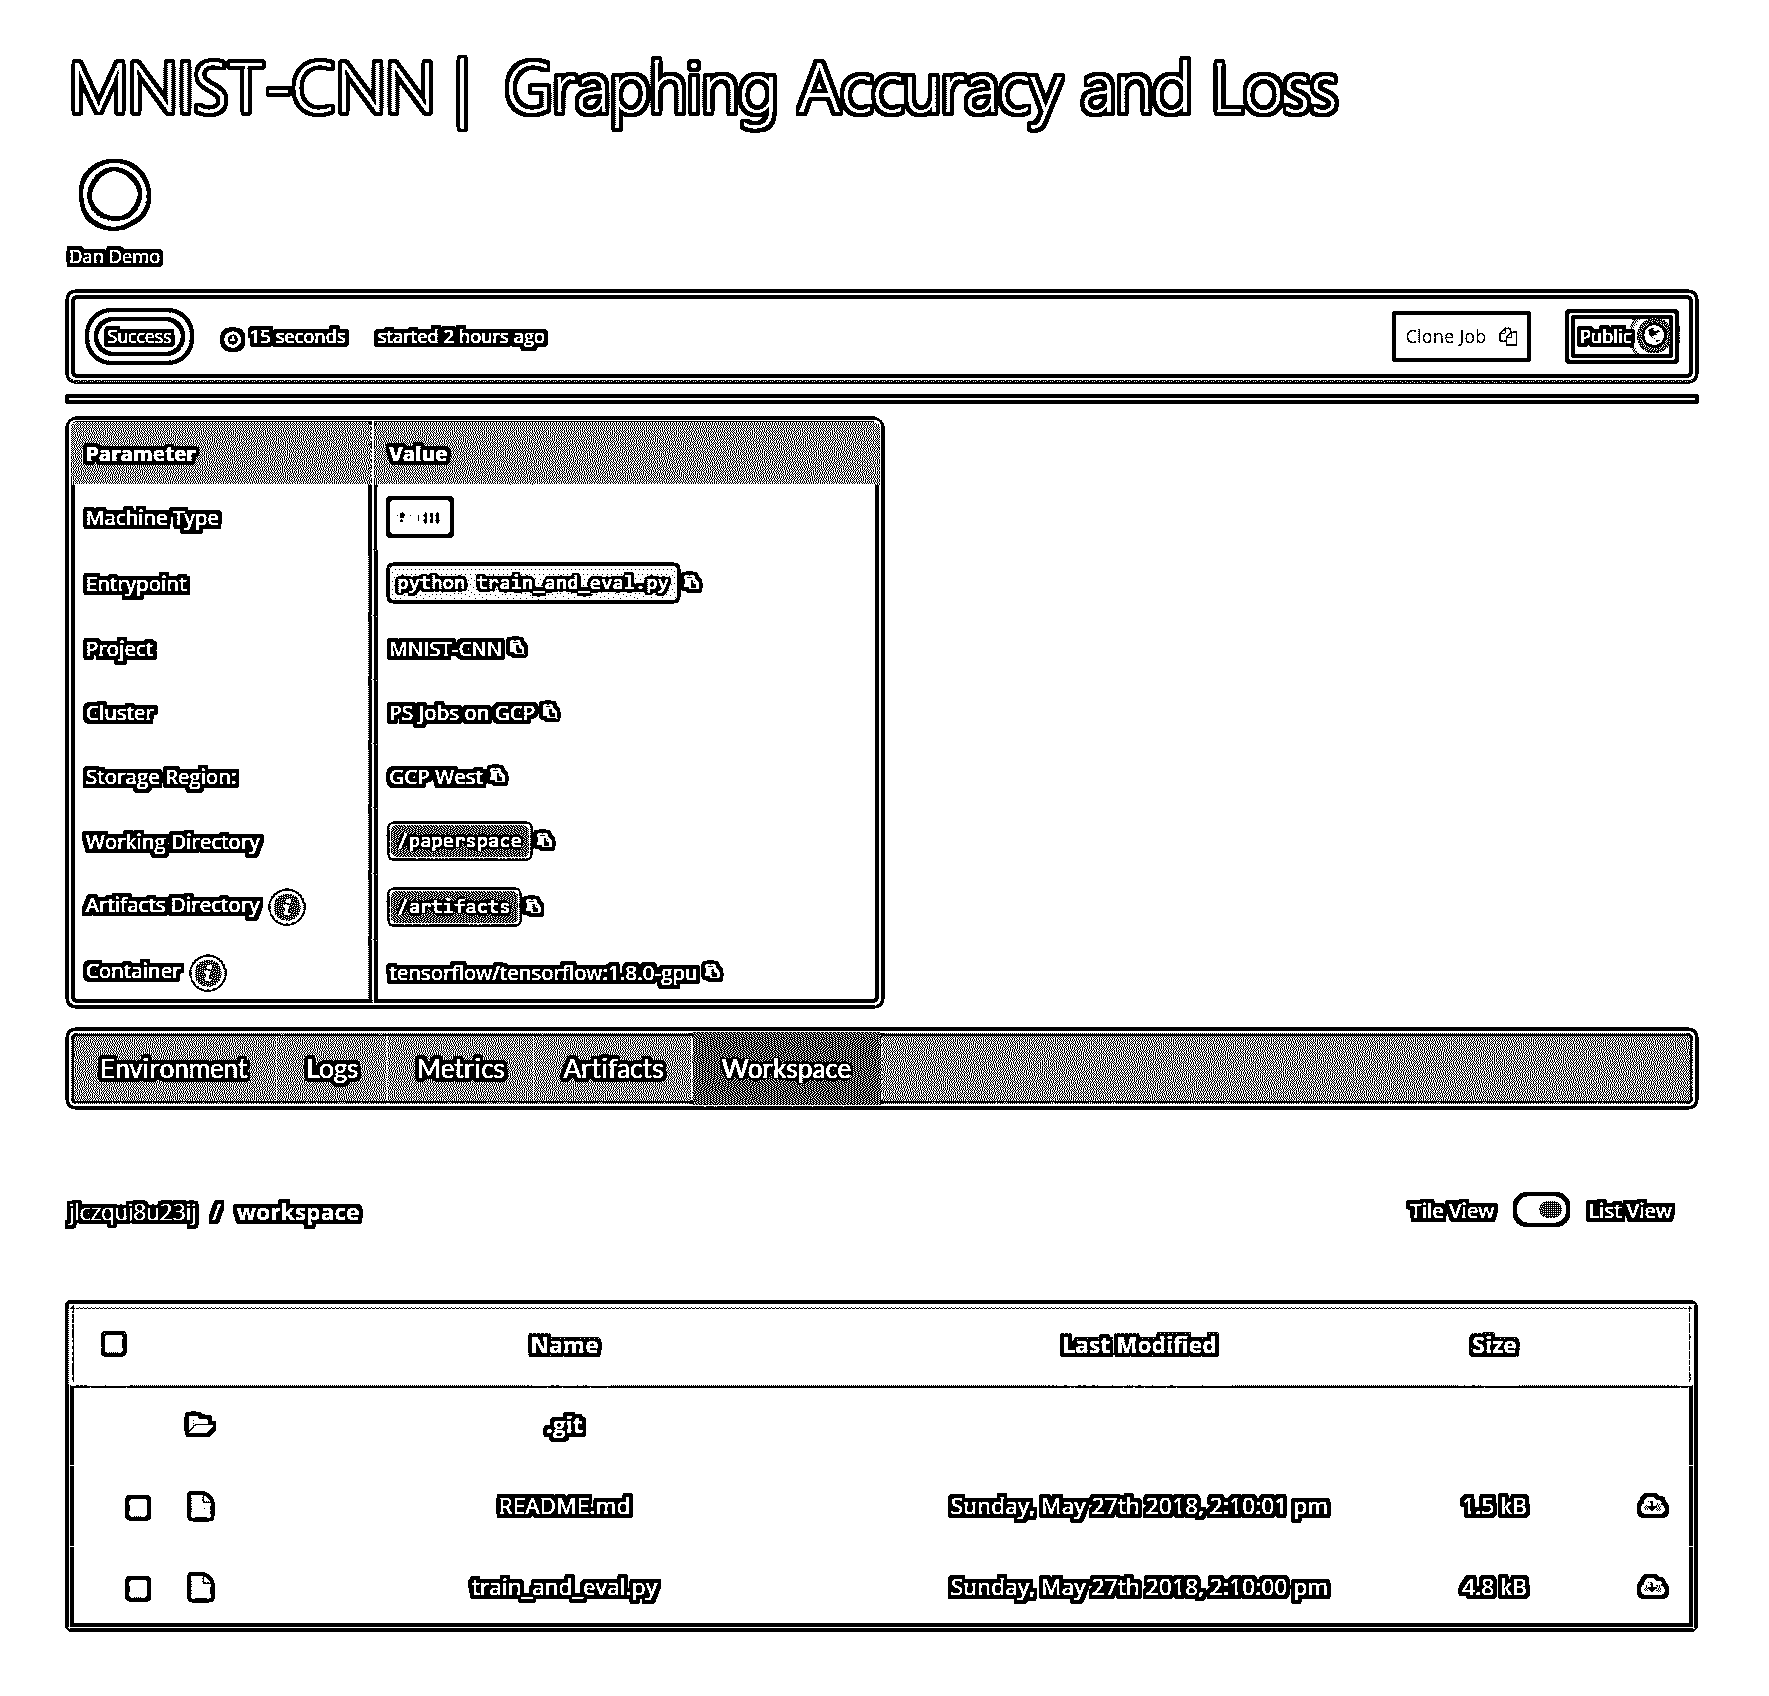 MNIST-CNN | Graphing Accuracy and Loss
Dan Demo
Success 15 seconds started 2 hours ago Clone Job Public
Parameter Value
Machine Type
Entrypoint python train_and_eval.py
Project MNIST-CNN
Cluster PS Jobs on GCP
Storage Region: GCP West
Working Directory /paperspace
Artifacts Directory /artifacts
Container tensorflow/tensorflow:1.8.0-gpu
Environment Logs Metrics Artifacts Workspace
/ workspace Tile View List View
Name Last Modified Size
.git
README.md Sunday, May 27th 2018, 2:10:01 pm 1.5 kB
train_and_eval.py Sunday, May 27th 2018, 2:10:00 pm 4.8 kB